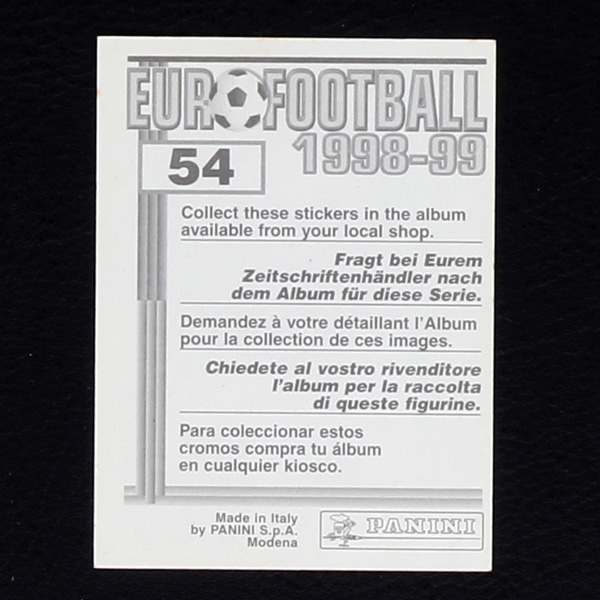 EUROFOOTBALL
1998-99
54
Collect these stickers in the album
available from your local shop.
Fragt bei Eurem
Zeitschriftenhändler nach
dem Album für diese Serie.
Demandez à votre détaillant l'Album
pour la collection de ces images.
Chiedete al vostro rivenditore
l'album per la raccolta
di queste figurine.
Para coleccionar estos
cromos compra tu álbum
en cualquier kiosco.
Made in Italy
by PANINI S.p.A.
Modena
PANINI